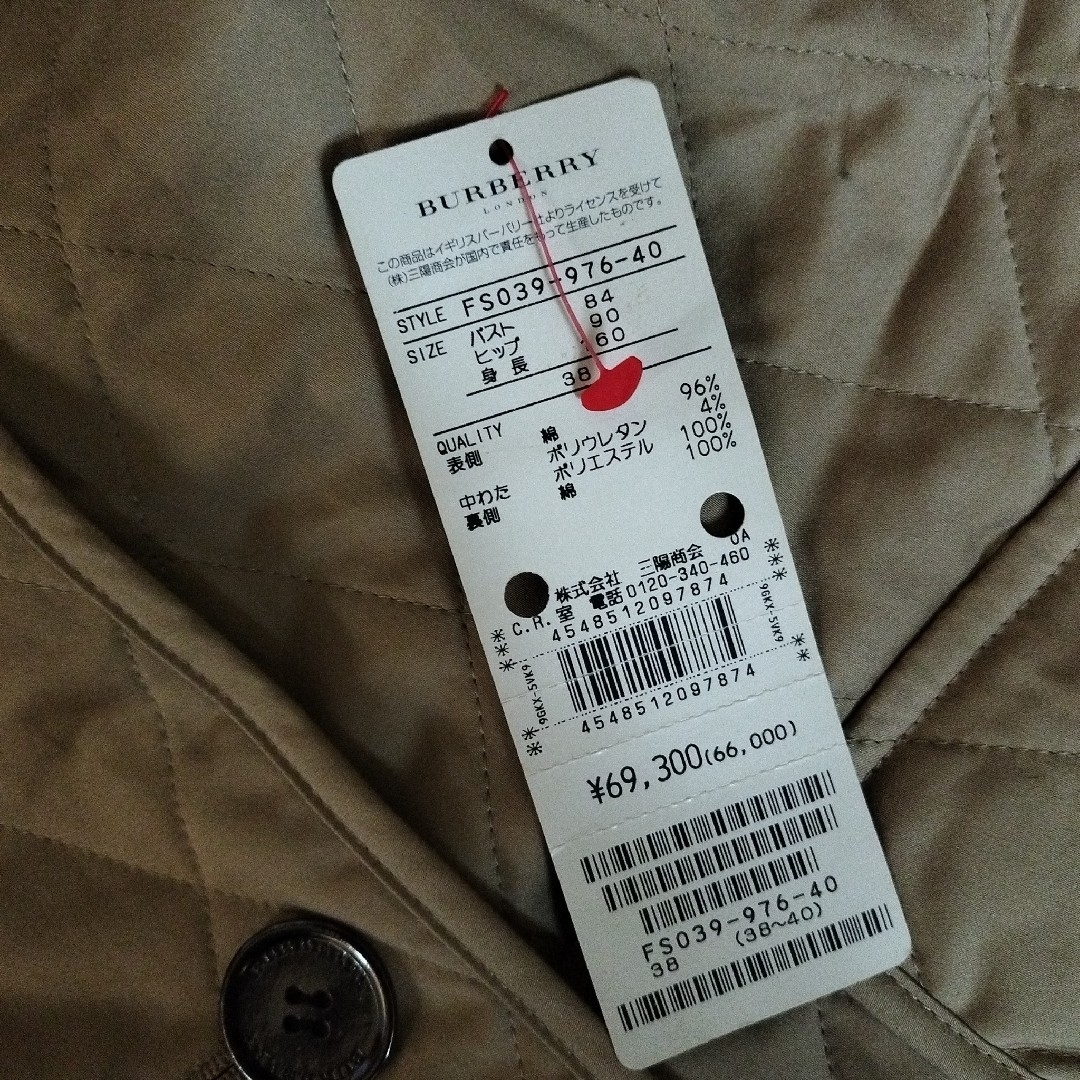 BURBERRY
LONDON
この商品はイギリスバーバリー社よりライセンスを受けて
(株)三陽商会が国内で責任をもって生産したものです。
STYLE FS039-976-40
SIZE バスト 84
ヒップ 90
身長 160
38
QUALITY
表側 綿 96%
ポリウレタン 4%
中わた ポリエステル 100%
裏側 綿 100%
株式会社 三陽商会 0A
C.R.室 電話0120-340-460
4548512097874
9GKX-5VK9
9GKX-5VK9
4548512097874
¥69,300(66,000)
FS039-976-40
38 (38~40)